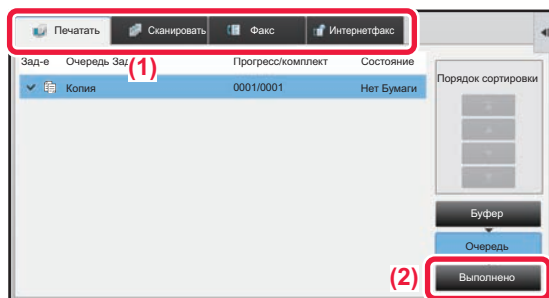 Печатать Сканировать Факс Интернетфакс
Зад-е Очередь Зад (1) Прогресс/комплект Состояние
Копия 0001/0001 Нет Бумаги
Порядок сортировки
Буфер
Очередь
(2) Выполнено